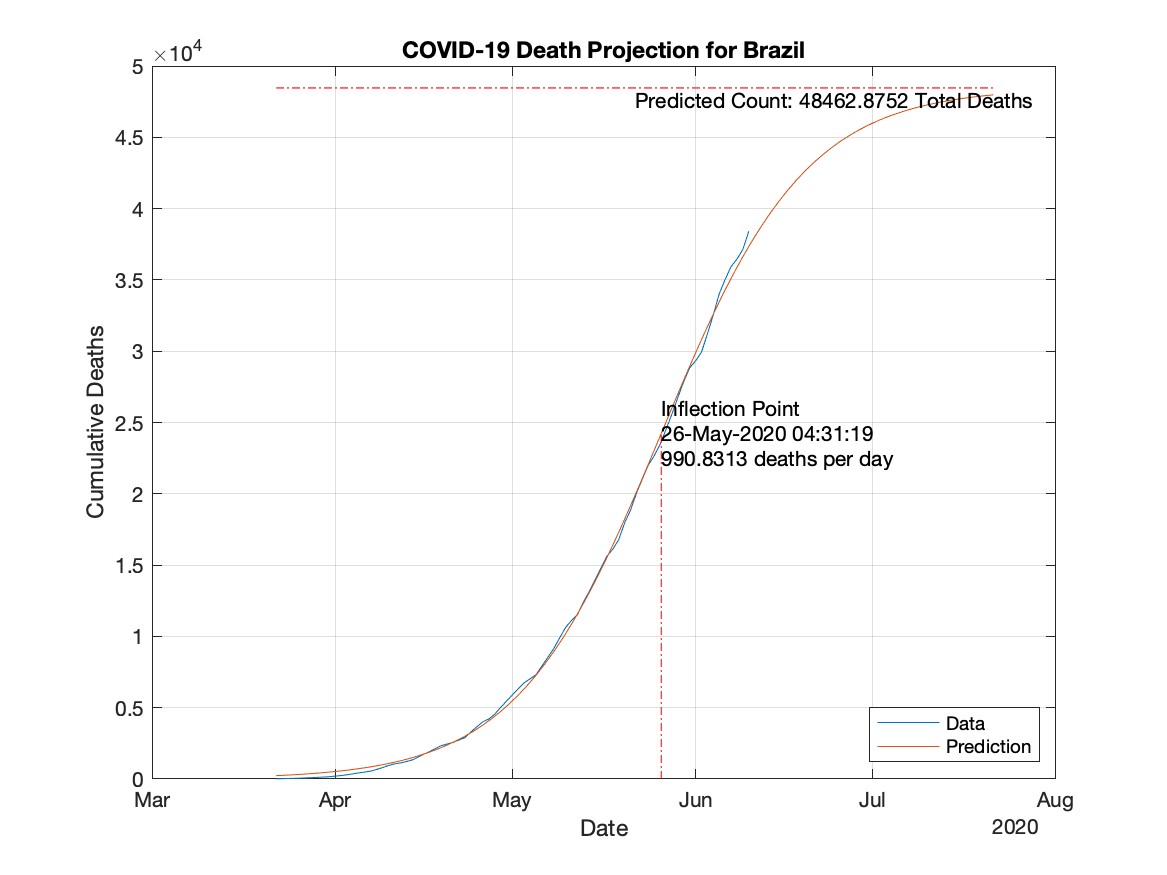 COVID-19 Death Projection for Brazil
×10⁴
5
Predicted Count: 48462.8752 Total Deaths
4.5
4
3.5
3
Inflection Point
26-May-2020 04:31:19
990.8313 deaths per day
2.5
2
1.5
1
0.5
0
Cumulative Deaths
Data
Prediction
Mar Apr May Jun Jul Aug
Date
2020